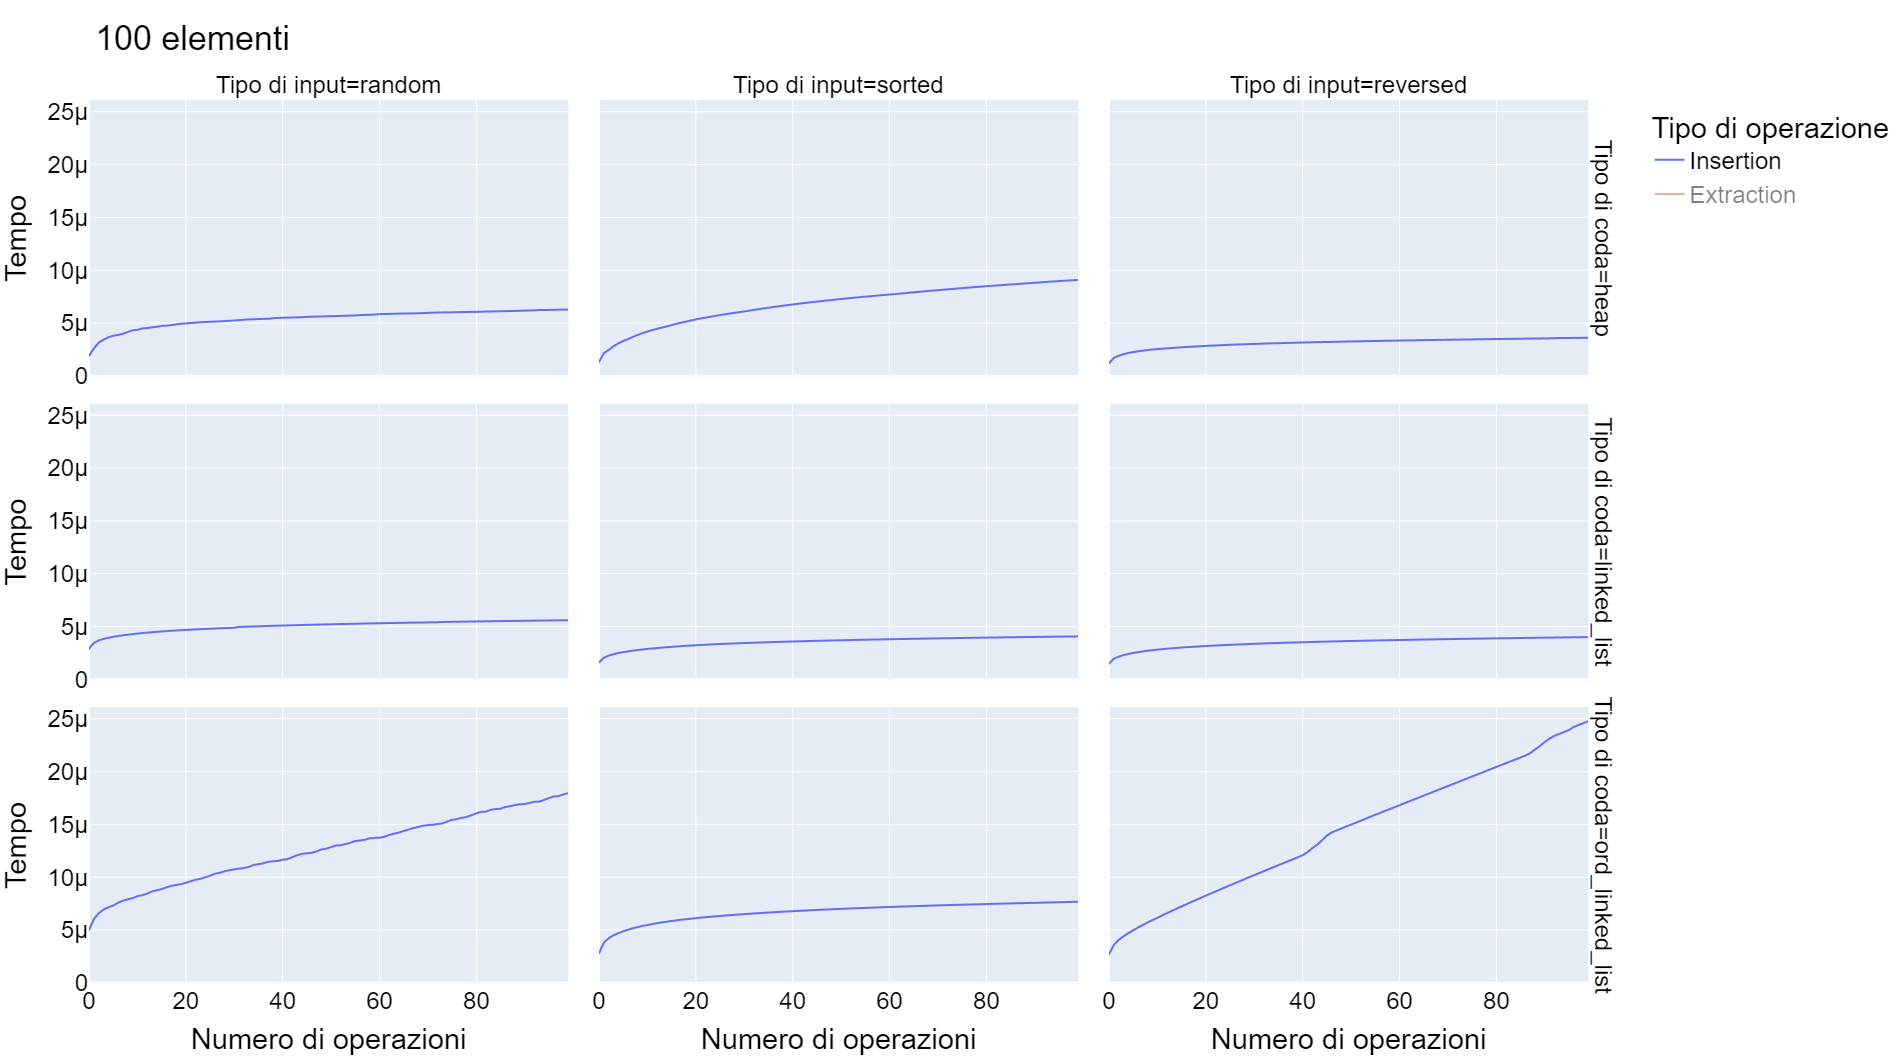 100 elementi
Tipo di input=random
Tipo di input=sorted
Tipo di input=reversed
Tipo di operazione
Insertion
Extraction
Tempo
25μ
20μ
15μ
10μ
5μ
0
Tipo di coda=heap
Tempo
25μ
20μ
15μ
10μ
5μ
0
Tipo di coda=linked_list
Tempo
25μ
20μ
15μ
10μ
5μ
0
Tipo di coda=ord_linked_list
0 20 40 60 80
0 20 40 60 80
0 20 40 60 80
Numero di operazioni
Numero di operazioni
Numero di operazioni